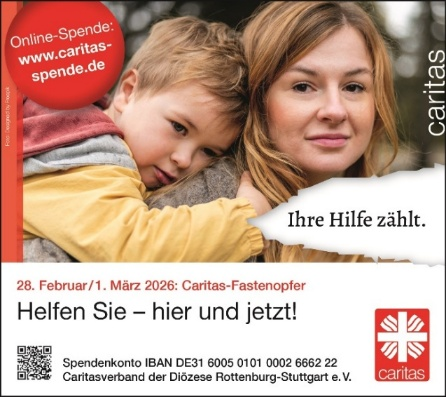 Online-Spende:
www.caritas-
spende.de
caritas
Ihre Hilfe zählt.
28. Februar/1. März 2026: Caritas-Fastenopfer
Helfen Sie – hier und jetzt!
Spendenkonto IBAN DE31 6005 0101 0002 6662 22
Caritasverband der Diözese Rottenburg-Stuttgart e.V.
caritas